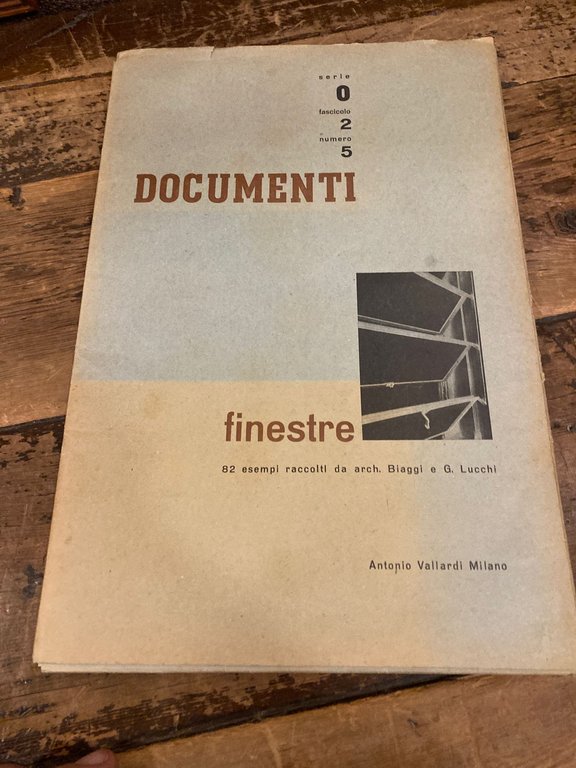 serie
0
fascicolo
2
numero
5
DOCUMENTI
finestre
82 esempi raccolti da arch. Biaggi e G. Lucchi
Antonio Vallardi Milano